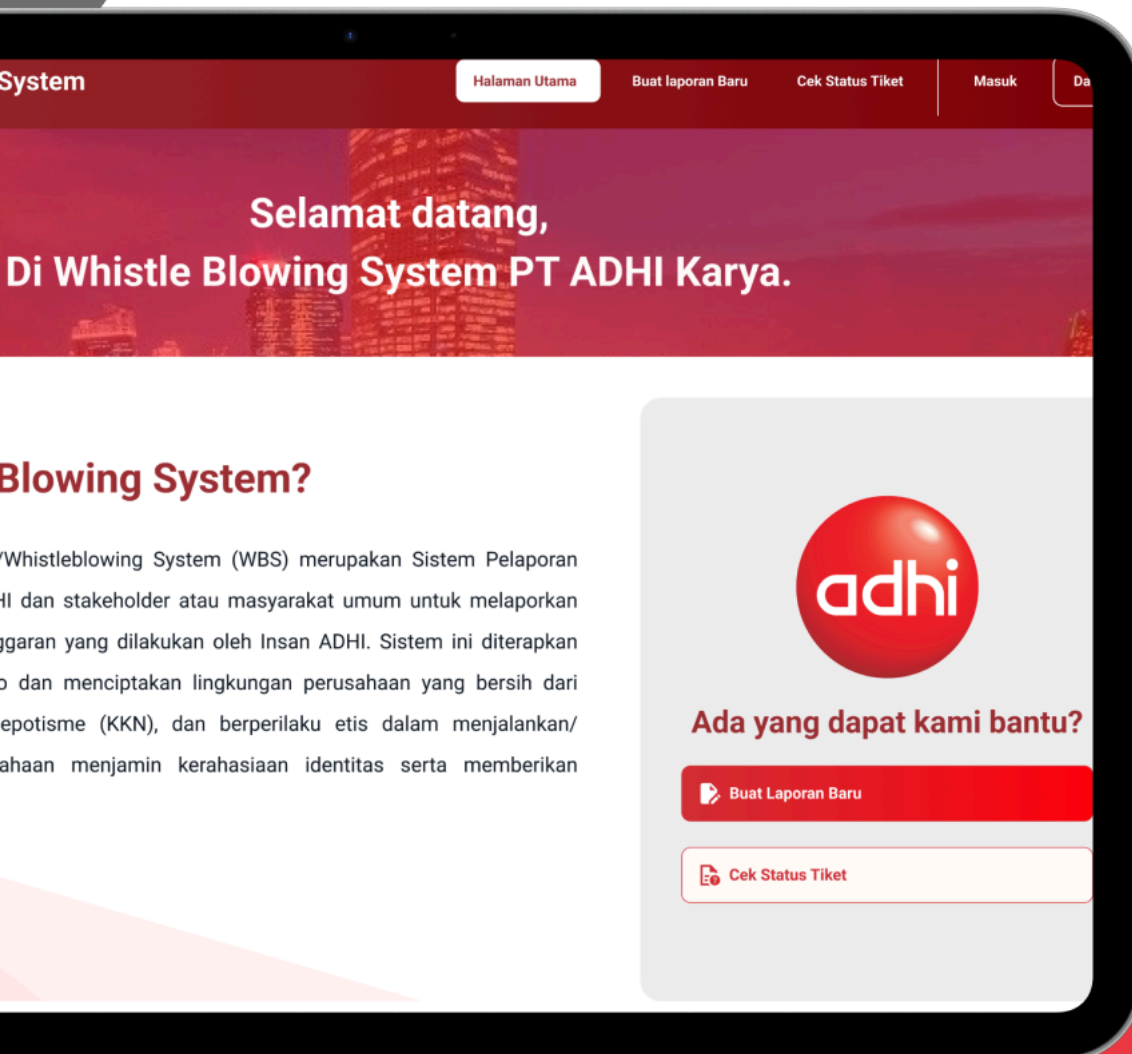 System
Halaman Utama
Buat laporan Baru
Cek Status Tiket
Masuk
Selamat datang,
Di Whistle Blowing System PT ADHI Karya.
Blowing System?
/Whistleblowing System (WBS) merupakan Sistem Pelaporan
dan stakeholder atau masyarakat umum untuk melaporkan
yang dilakukan oleh Insan ADHI. Sistem ini diterapkan
dan menciptakan lingkungan perusahaan yang bersih dari
epotisme (KKN), dan berperilaku etis dalam menjalankan/
ahaan menjamin kerahasiaan identitas serta memberikan
adhi
Ada yang dapat kami bantu?
Buat Laporan Baru
Cek Status Tiket